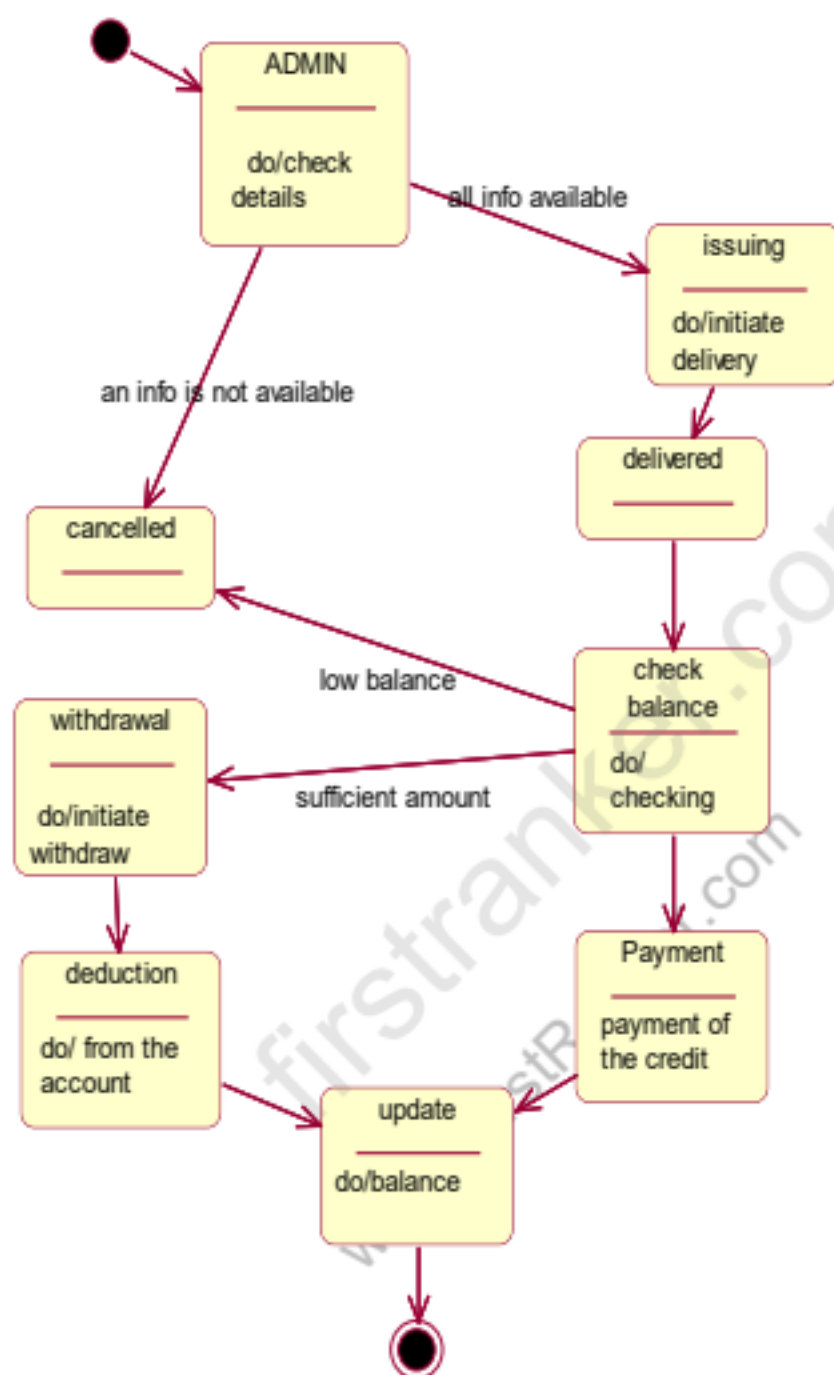 ADMIN
do/check
details
all info available
issuing
do/initiate
delivery
an info is not available
delivered
cancelled
check
balance
do/
checking
low balance
withdrawal
do/initiate
withdraw
sufficient amount
deduction
do/ from the
account
Payment
payment of
the credit
update
do/balance
firstranker.com